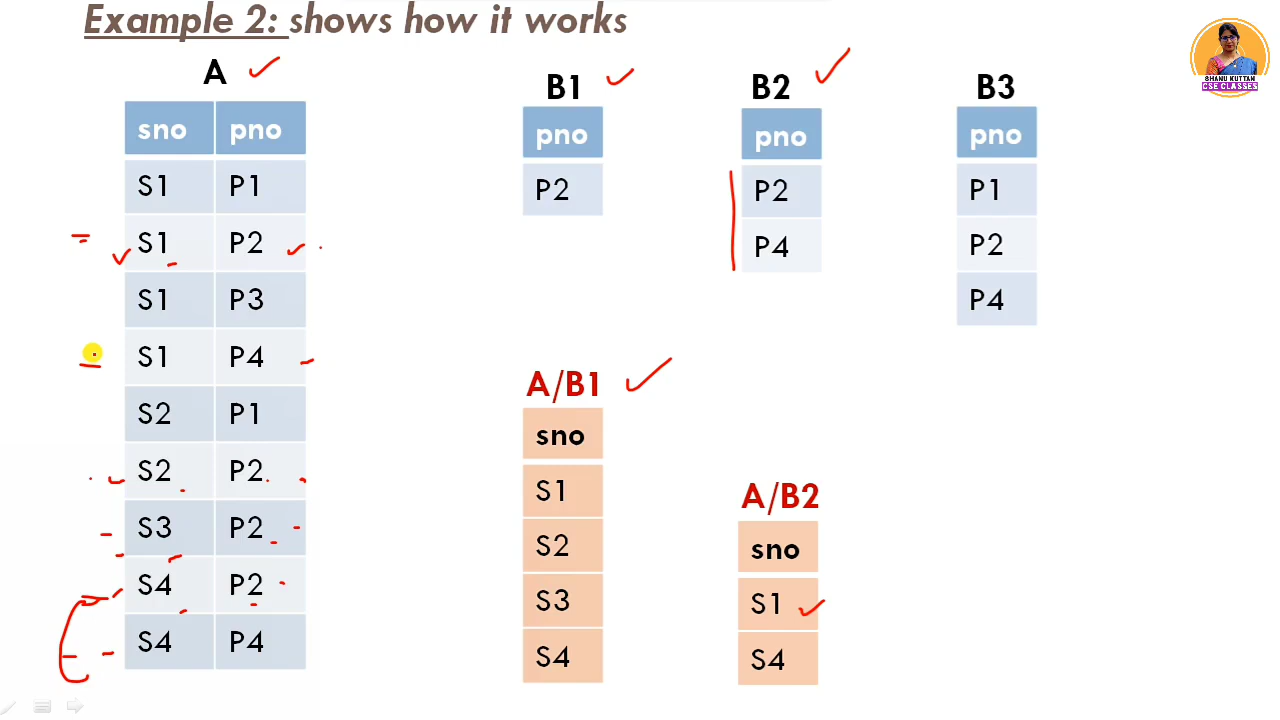 Example 2: shows how it works
BHANU KUTTAN
CSE CLASSES
A
sno pno
S1 P1
S1 P2
S1 P3
S1 P4
S2 P1
S2 P2
S3 P2
S4 P2
S4 P4
B1
pno
P2
B2
pno
P2
P4
B3
pno
P1
P2
P4
A/B1
sno
S1
S2
S3
S4
A/B2
sno
S1
S4